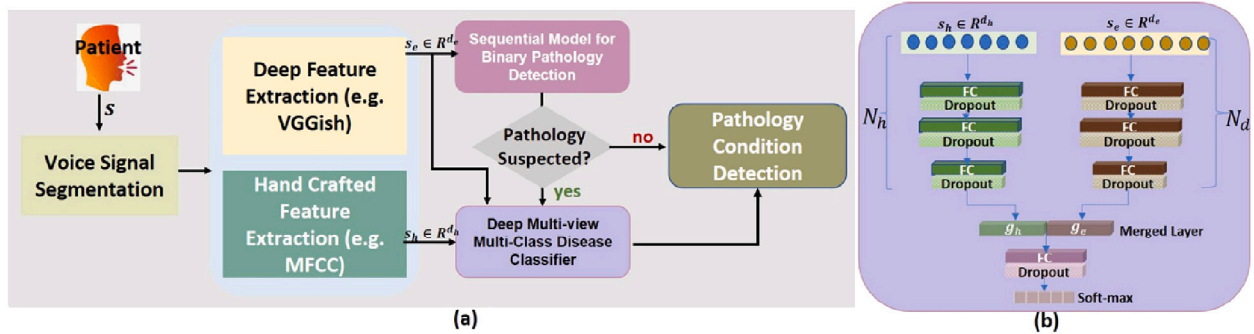 Patient
s
Voice Signal
Segmentation
Deep Feature
Extraction (e.g.
VGGish)
Hand Crafted
Feature
Extraction (e.g.
MFCC)
s_e ∈ R^{d_e}
s_h ∈ R^{d_h}
Sequential Model for
Binary Pathology
Detection
Pathology
Suspected?
no
yes
Deep Multi-view
Multi-Class Disease
Classifier
Pathology
Condition
Detection
(a)
s_h ∈ R^{d_h}
s_e ∈ R^{d_e}
N_h
FC
Dropout
FC
Dropout
FC
Dropout
FC
Dropout
FC
Dropout
FC
Dropout
N_d
g_h
g_e
Merged Layer
FC
Dropout
Soft-max
(b)